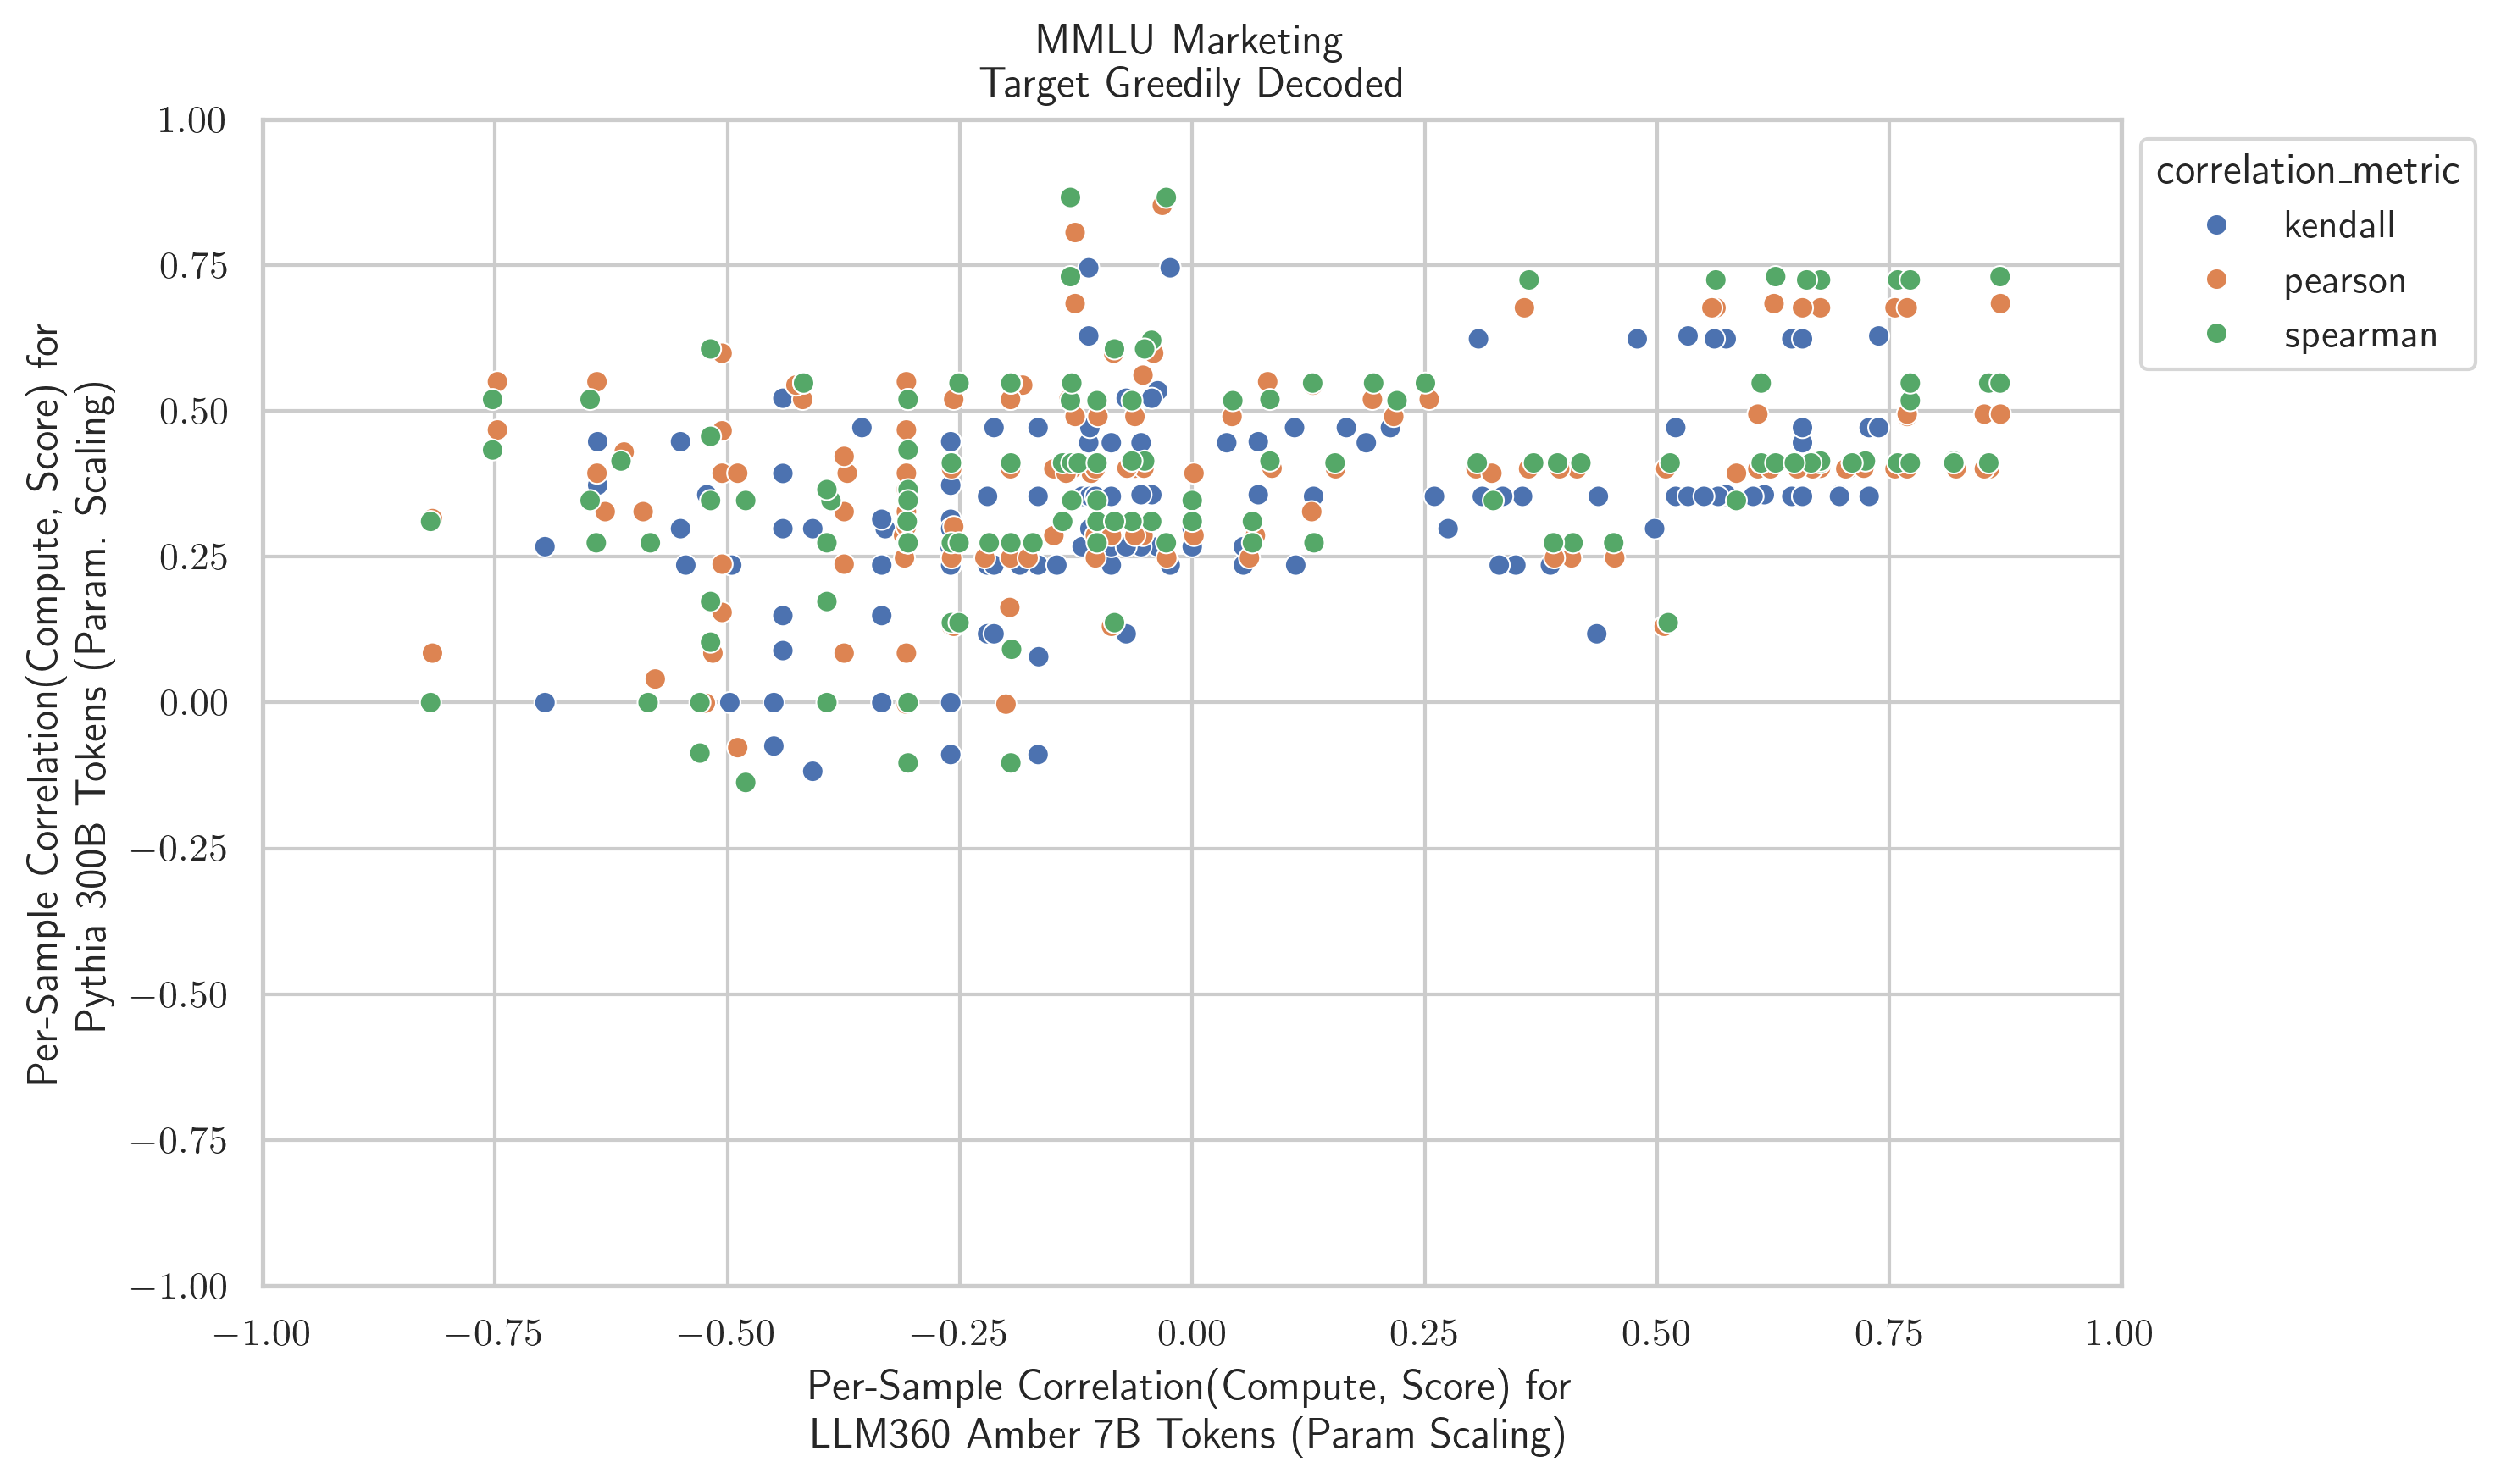 MMLU Marketing
Target Greedily Decoded
Per-Sample Correlation(Compute, Score) for
Pythia 300B Tokens (Param. Scaling)
1.00
0.75
0.50
0.25
0.00
−0.25
−0.50
−0.75
−1.00
−1.00 −0.75 −0.50 −0.25 0.00 0.25 0.50 0.75 1.00
Per-Sample Correlation(Compute, Score) for
LLM360 Amber 7B Tokens (Param Scaling)
correlation_metric
kendall
pearson
spearman